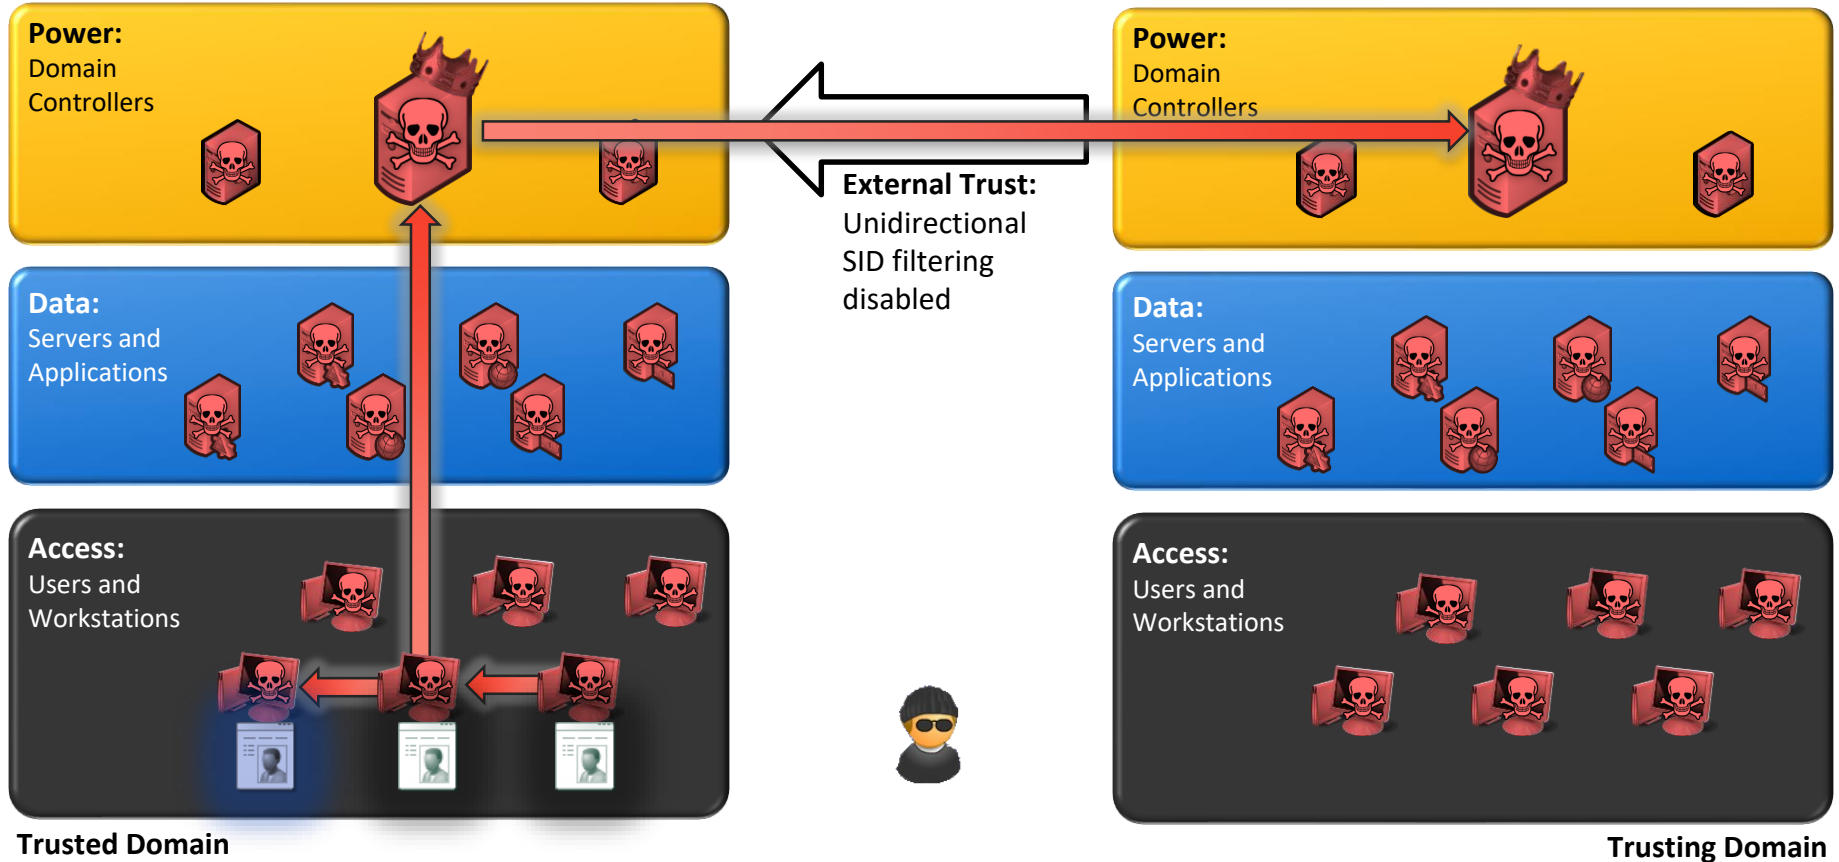 Power:
Domain
Controllers
Data:
Servers and
Applications
Access:
Users and
Workstations
Trusted Domain
External Trust:
Unidirectional
SID filtering
disabled
Power:
Domain
Controllers
Data:
Servers and
Applications
Access:
Users and
Workstations
Trusting Domain